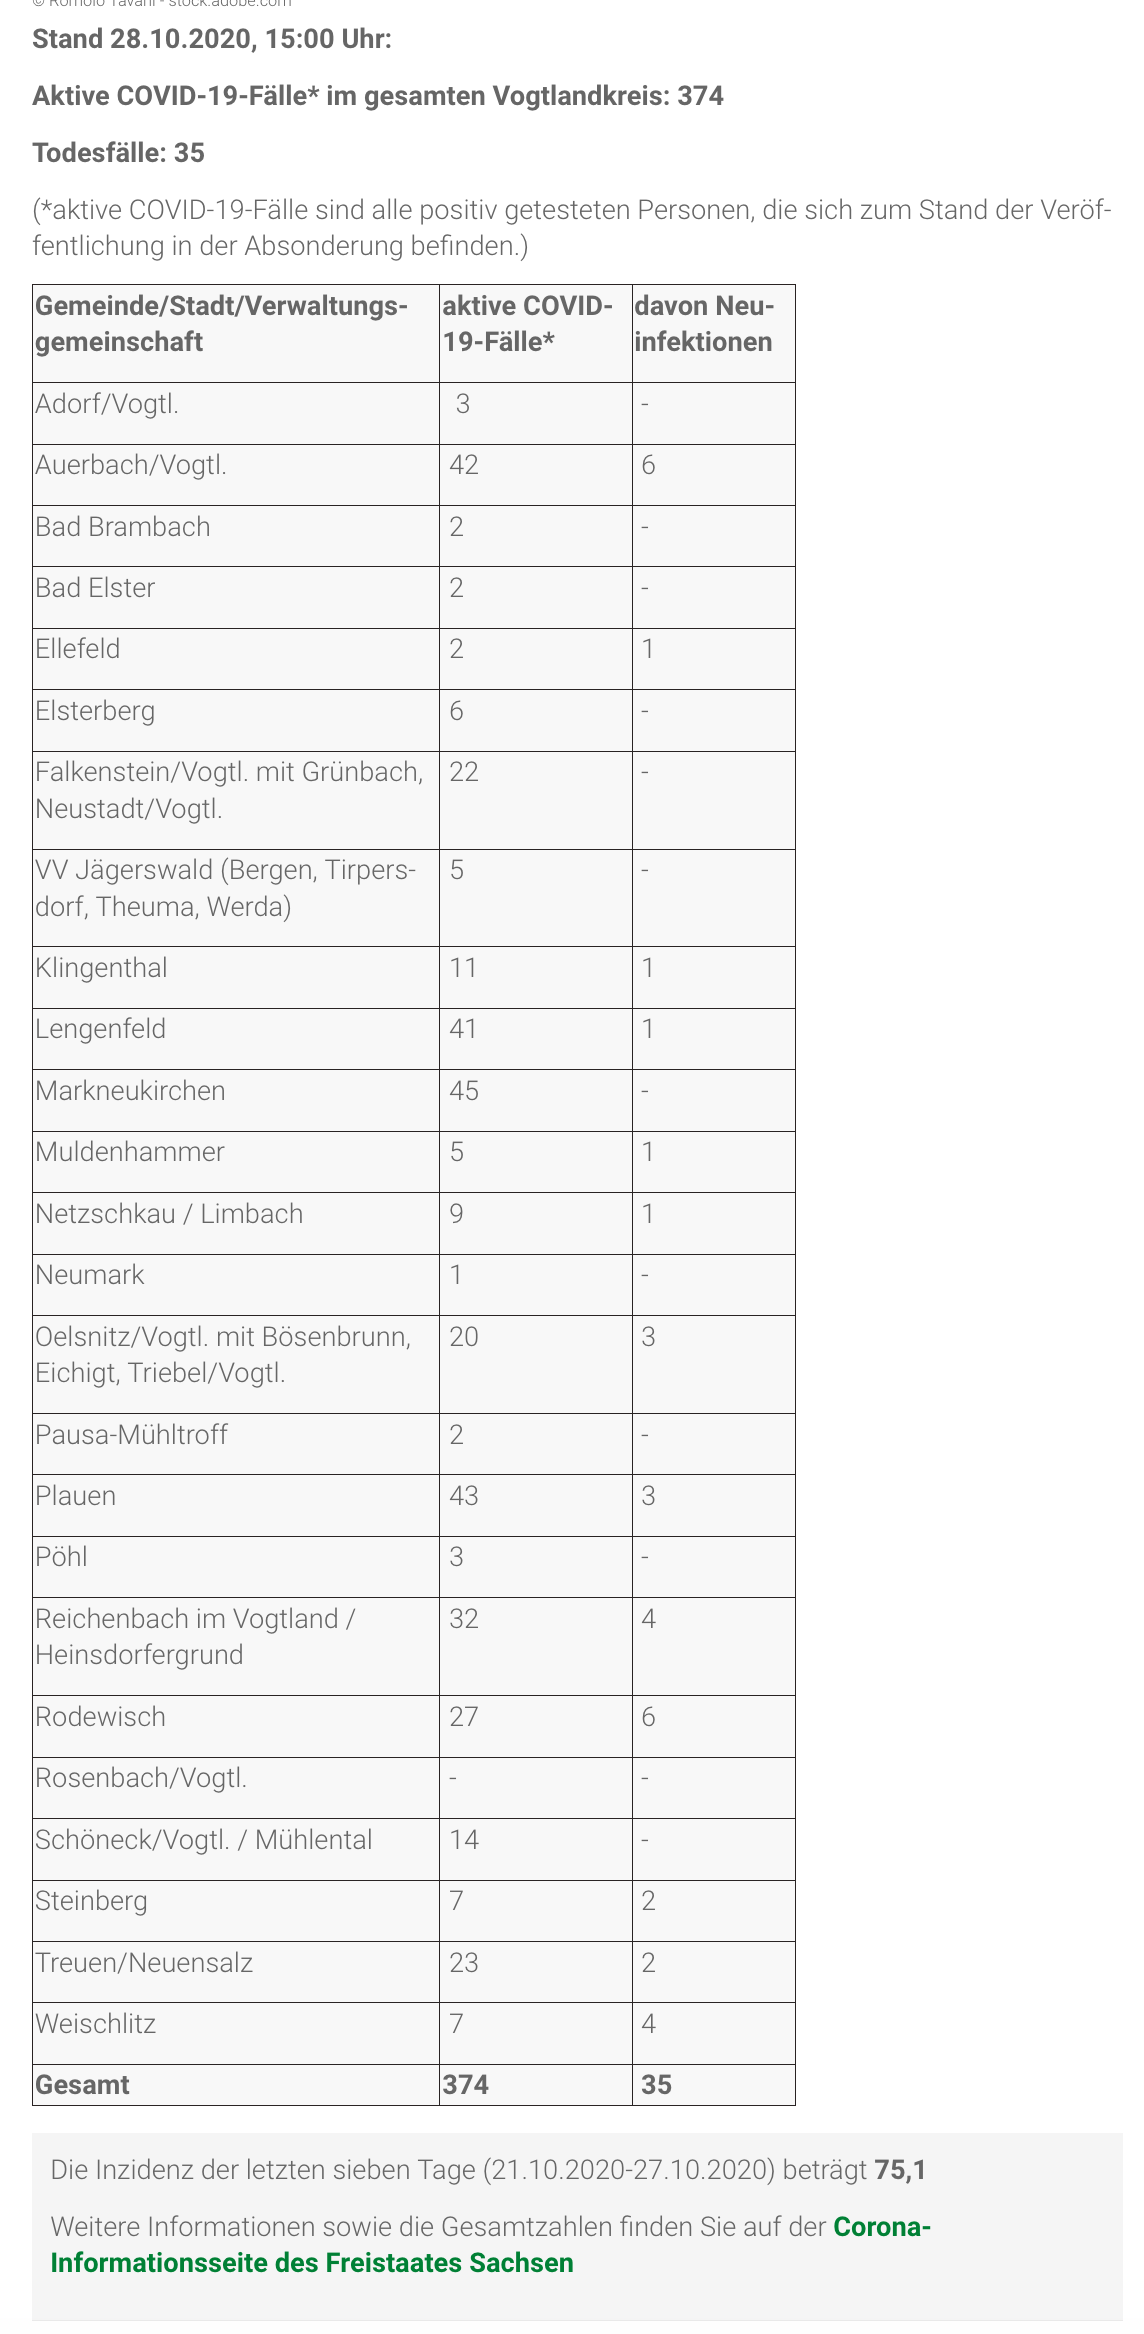 © Romolo Tavani - stock.adobe.com
Stand 28.10.2020, 15:00 Uhr:
Aktive COVID-19-Fälle* im gesamten Vogtlandkreis: 374
Todesfälle: 35
(*aktive COVID-19-Fälle sind alle positiv getesteten Personen, die sich zum Stand der Veröf-
fentlichung in der Absonderung befinden.)
Gemeinde/Stadt/Verwaltungs- aktive COVID- davon Neu-
gemeinschaft 19-Fälle* infektionen
Adorf/Vogtl. 3 -
Auerbach/Vogtl. 42 6
Bad Brambach 2 -
Bad Elster 2 -
Ellefeld 2 1
Elsterberg 6 -
Falkenstein/Vogtl. mit Grünbach, 22 -
Neustadt/Vogtl.
VV Jägerswald (Bergen, Tirpers- 5 -
dorf, Theuma, Werda)
Klingenthal 11 1
Lengenfeld 41 1
Markneukirchen 45 -
Muldenhammer 5 1
Netzschkau / Limbach 9 1
Neumark 1 -
Oelsnitz/Vogtl. mit Bösenbrunn, 20 3
Eichigt, Triebel/Vogtl.
Pausa-Mühltroff 2 -
Plauen 43 3
Pöhl 3 -
Reichenbach im Vogtland / 32 4
Heinsdorfergrund
Rodewisch 27 6
Rosenbach/Vogtl. - -
Schöneck/Vogtl. / Mühlental 14 -
Steinberg 7 2
Treuen/Neuensalz 23 2
Weischlitz 7 4
Gesamt 374 35
Die Inzidenz der letzten sieben Tage (21.10.2020-27.10.2020) beträgt 75,1
Weitere Informationen sowie die Gesamtzahlen finden Sie auf der Corona-
Informationsseite des Freistaates Sachsen